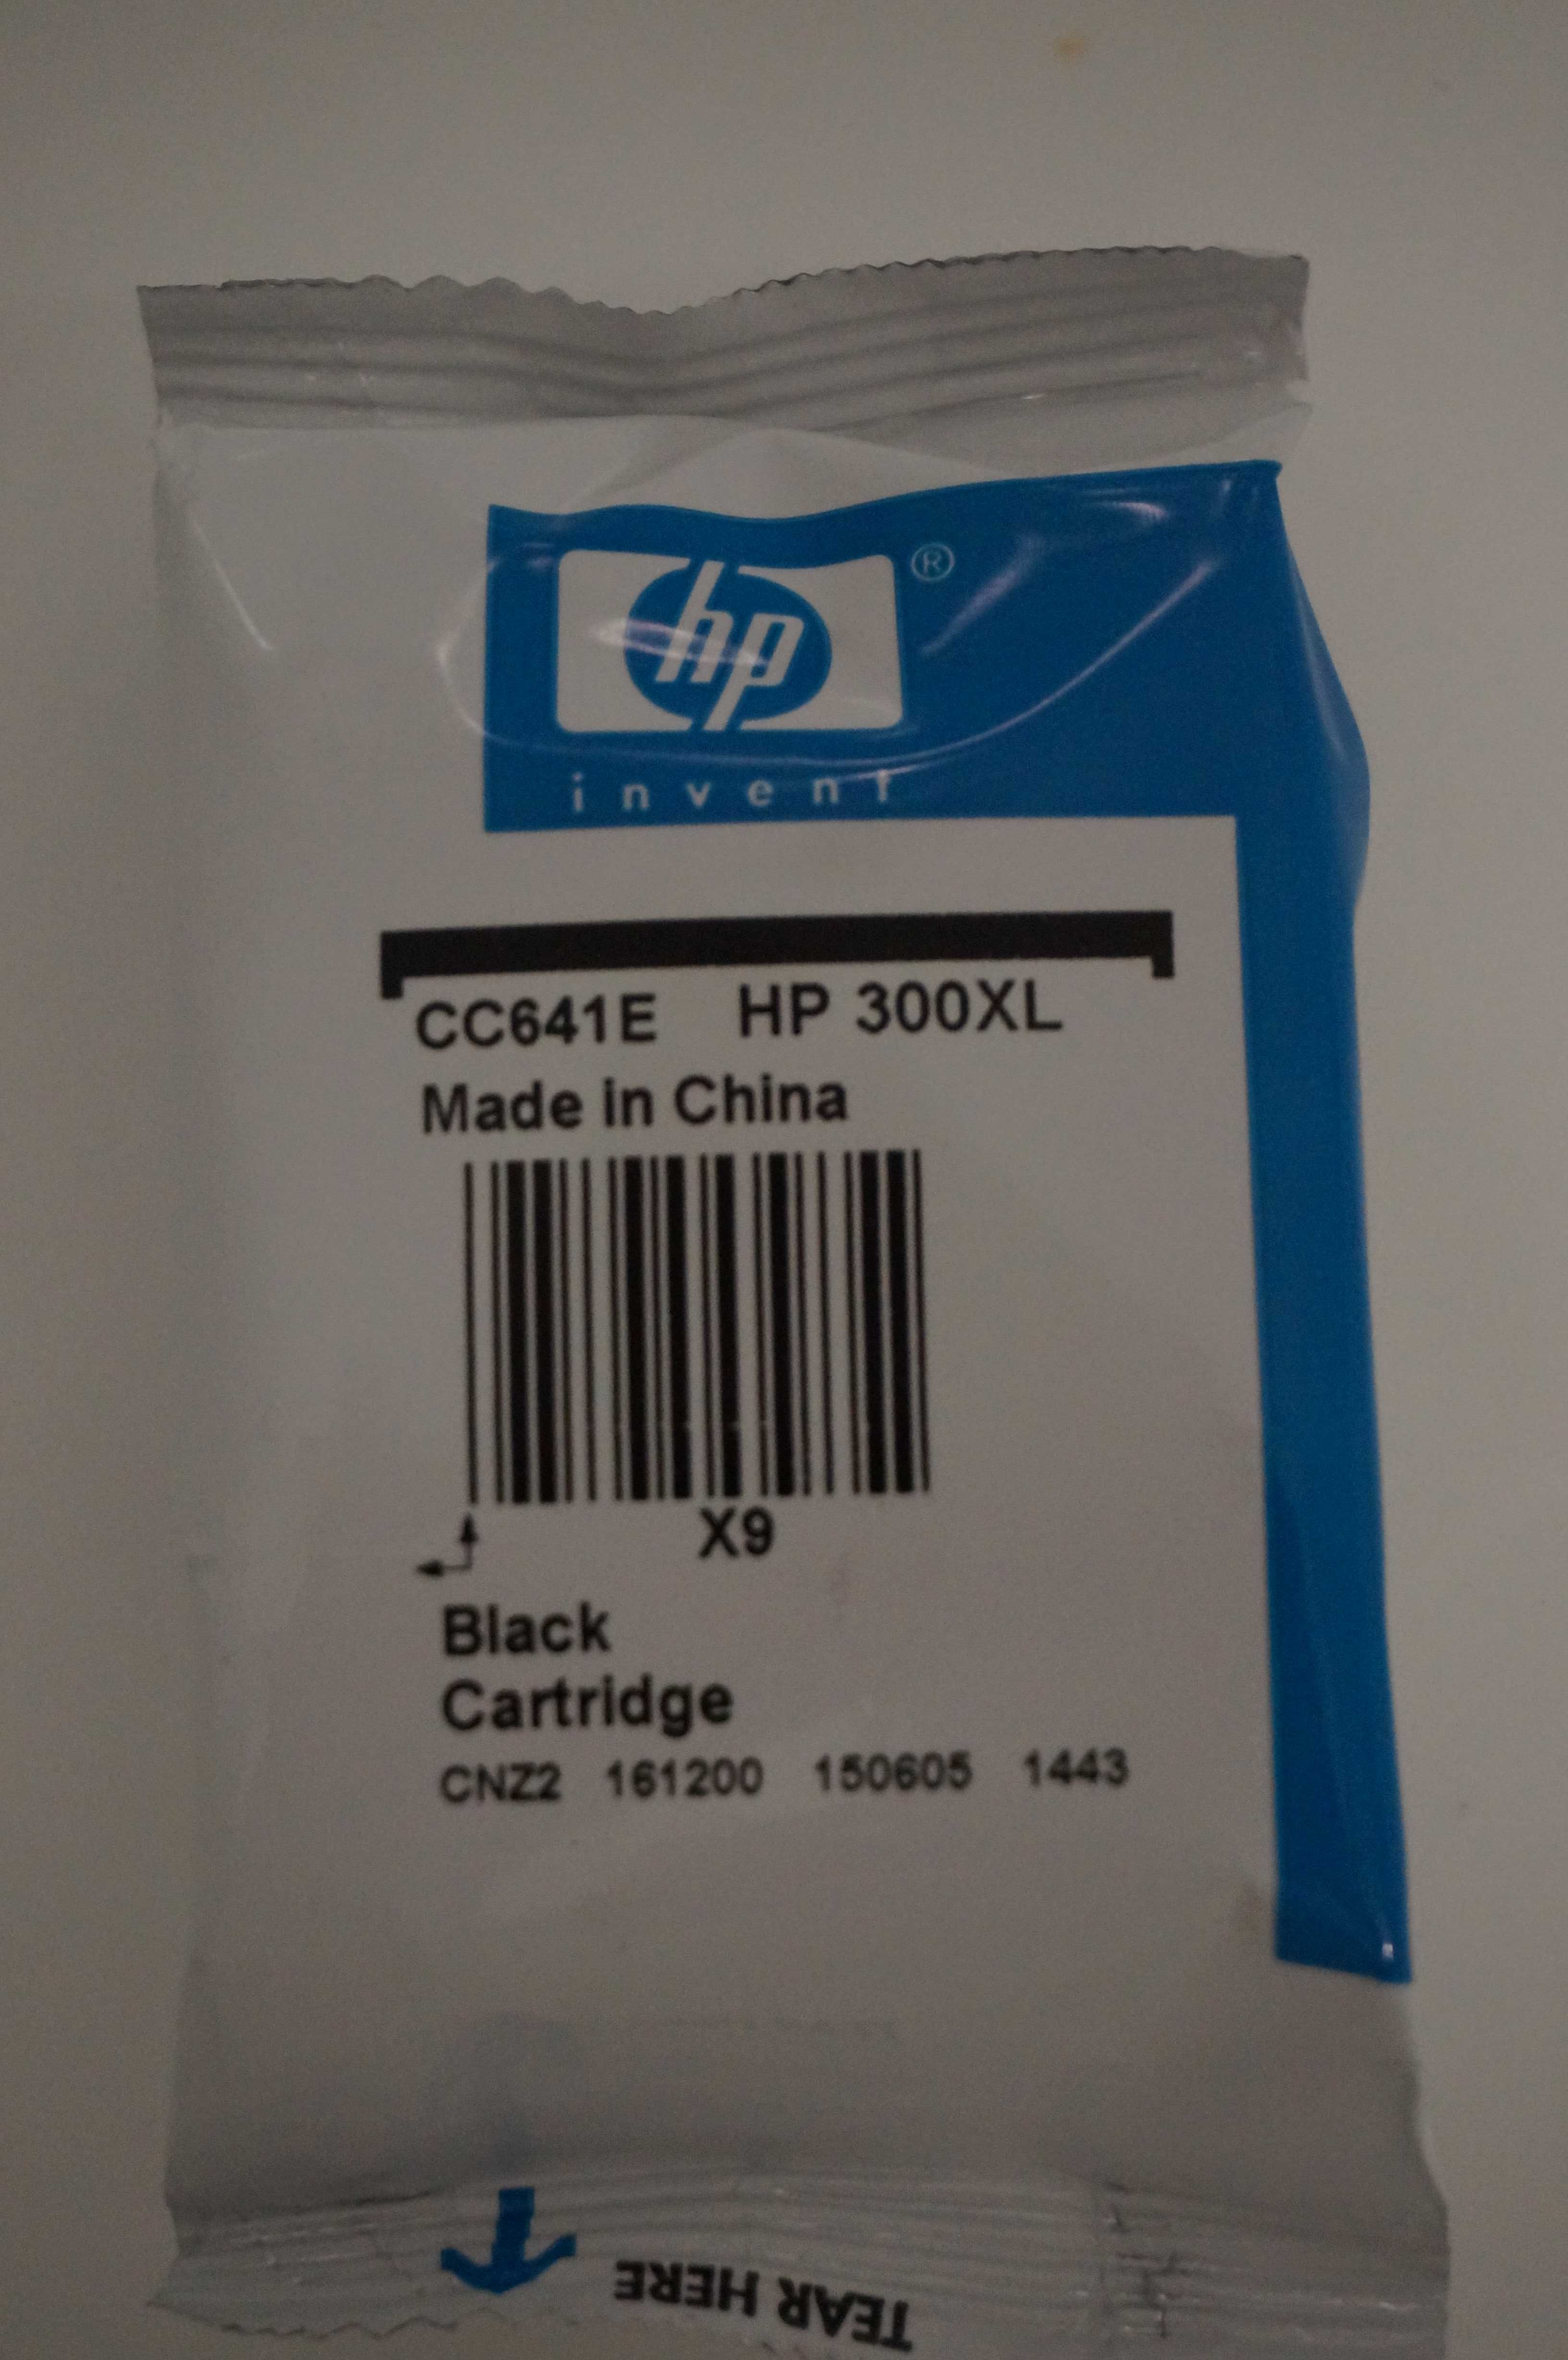 hp ®
invent
CC641E HP 300XL
Made in China
X9
Black
Cartridge
CNZ2 161200 150605 1443
TEAR HERE